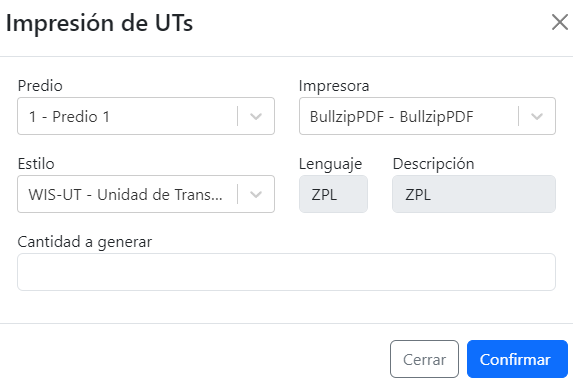 Impresión de UTs
Predio
Impresora
1 - Predio 1
BullzipPDF - BullzipPDF
Estilo
Lenguaje
Descripción
WIS-UT - Unidad de Trans...
ZPL
ZPL
Cantidad a generar
Cerrar
Confirmar